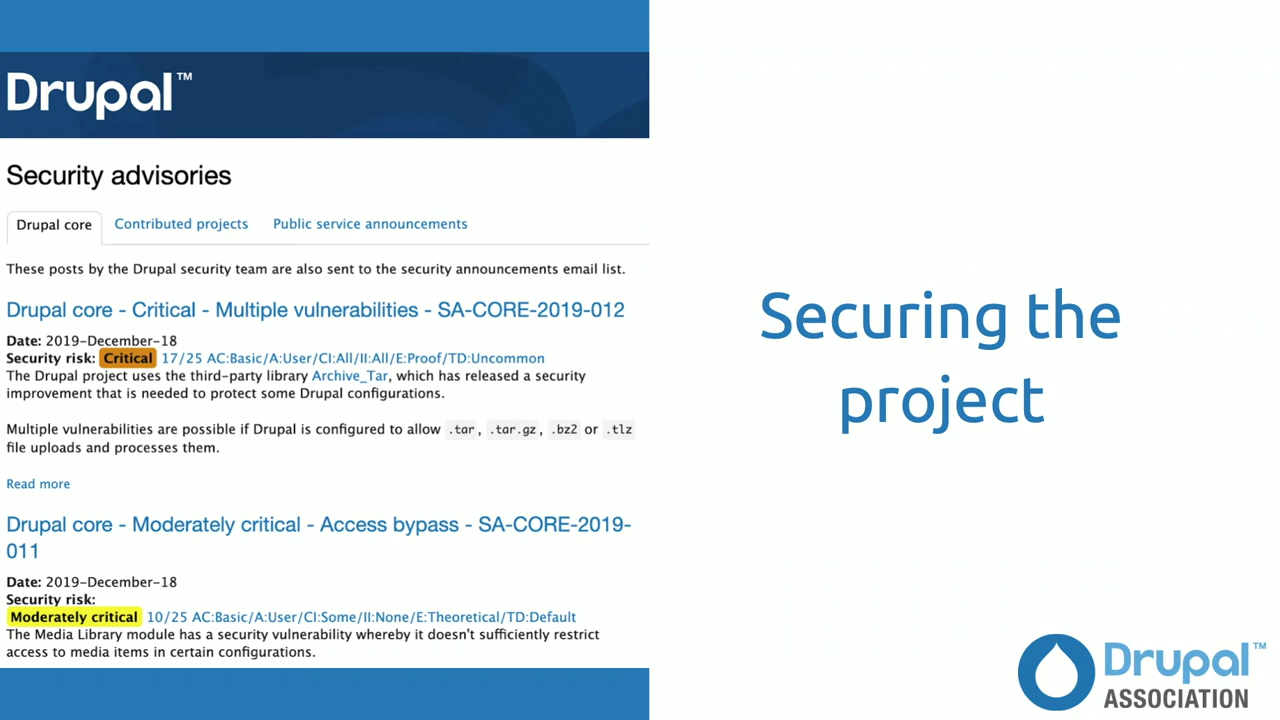 Drupal™
Security advisories
Drupal core
Contributed projects
Public service announcements
These posts by the Drupal security team are also sent to the security announcements email list.
Drupal core - Critical - Multiple vulnerabilities - SA-CORE-2019-012
Date: 2019-December-18
Security risk: Critical 17/25 AC:Basic/A:User/CI:All/II:All/E:Proof/TD:Uncommon
The Drupal project uses the third-party library Archive_Tar, which has released a security
improvement that is needed to protect some Drupal configurations.
Multiple vulnerabilities are possible if Drupal is configured to allow .tar, .tar.gz, .bz2 or .tlz
file uploads and processes them.
Read more
Drupal core - Moderately critical - Access bypass - SA-CORE-2019-
011
Date: 2019-December-18
Security risk:
Moderately critical 10/25 AC:Basic/A:User/CI:Some/II:None/E:Theoretical/TD:Default
The Media Library module has a security vulnerability whereby it doesn't sufficiently restrict
access to media items in certain configurations.
Securing the
project
Drupal™
ASSOCIATION